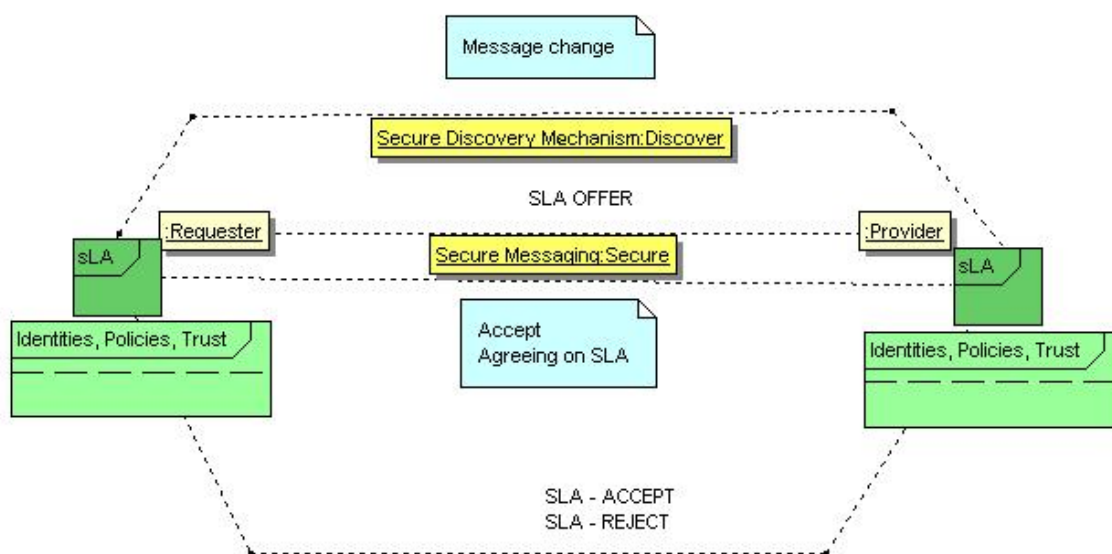 Message change
Secure Discovery Mechanism:Discover
SLA OFFER
:Requester
:Provider
sLA
Secure Messaging:Secure
sLA
Identities, Policies, Trust
Accept
Agreeing on SLA
Identities, Policies, Trust
SLA - ACCEPT
SLA - REJECT